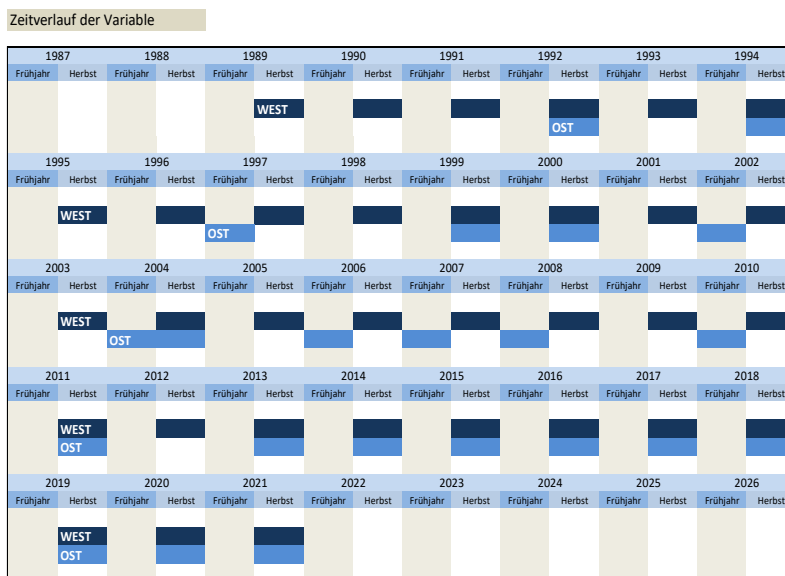 Zeitverlauf der Variable
1987 1988 1989 1990 1991 1992 1993 1994
Frühjahr Herbst Frühjahr Herbst Frühjahr Herbst Frühjahr Herbst Frühjahr Herbst Frühjahr Herbst Frühjahr Herbst Frühjahr Herbst
WEST
OST
1995 1996 1997 1998 1999 2000 2001 2002
Frühjahr Herbst Frühjahr Herbst Frühjahr Herbst Frühjahr Herbst Frühjahr Herbst Frühjahr Herbst Frühjahr Herbst Frühjahr Herbst
WEST
OST
2003 2004 2005 2006 2007 2008 2009 2010
Frühjahr Herbst Frühjahr Herbst Frühjahr Herbst Frühjahr Herbst Frühjahr Herbst Frühjahr Herbst Frühjahr Herbst Frühjahr Herbst
WEST
OST
2011 2012 2013 2014 2015 2016 2017 2018
Frühjahr Herbst Frühjahr Herbst Frühjahr Herbst Frühjahr Herbst Frühjahr Herbst Frühjahr Herbst Frühjahr Herbst Frühjahr Herbst
WEST
OST
2019 2020 2021 2022 2023 2024 2025 2026
Frühjahr Herbst Frühjahr Herbst Frühjahr Herbst Frühjahr Herbst Frühjahr Herbst Frühjahr Herbst Frühjahr Herbst Frühjahr Herbst
WEST
OST